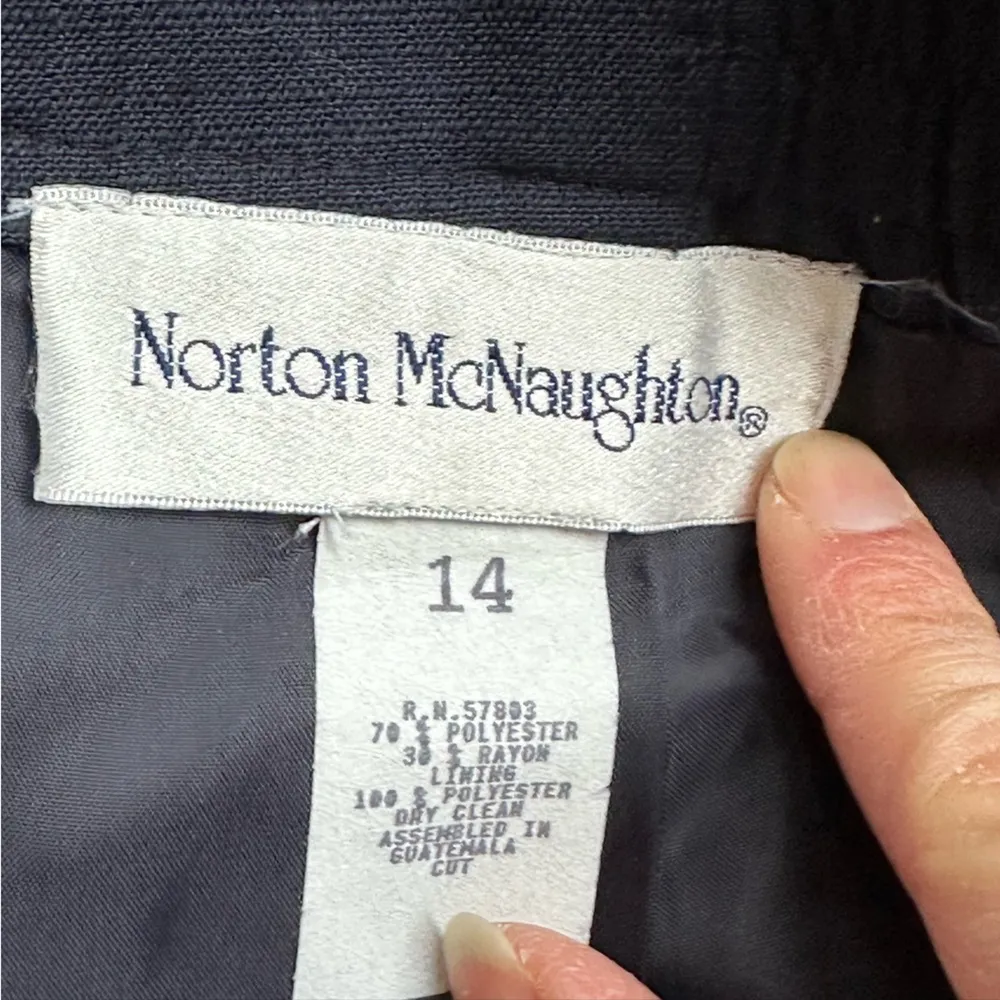 Norton McNaughton®
14
R.N.57803
70 % POLYESTER
30 % RAYON
LINING
100 % POLYESTER
DRY CLEAN
ASSEMBLED IN
GUATEMALA
CUT